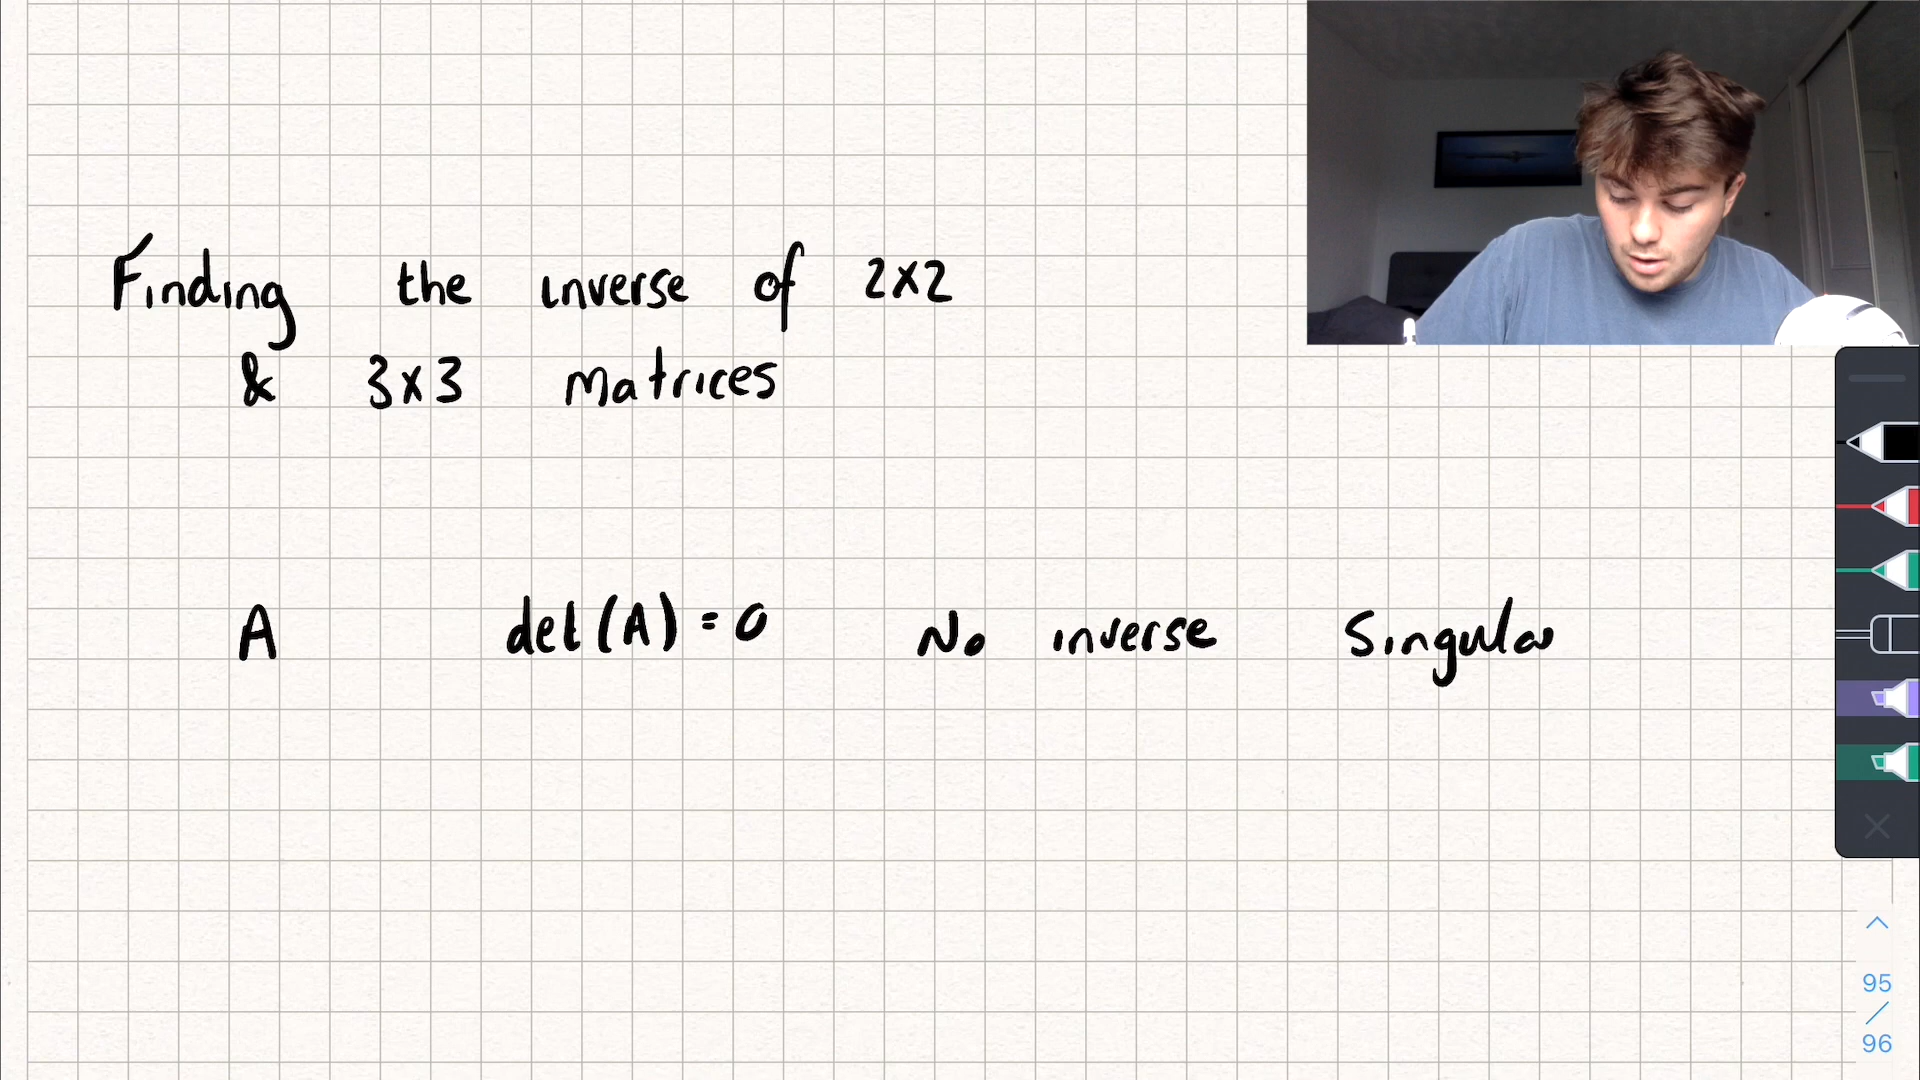 Finding the inverse of 2x2
& 3x3 Matrices
A det(A) = 0 No inverse Singular
95
/
96